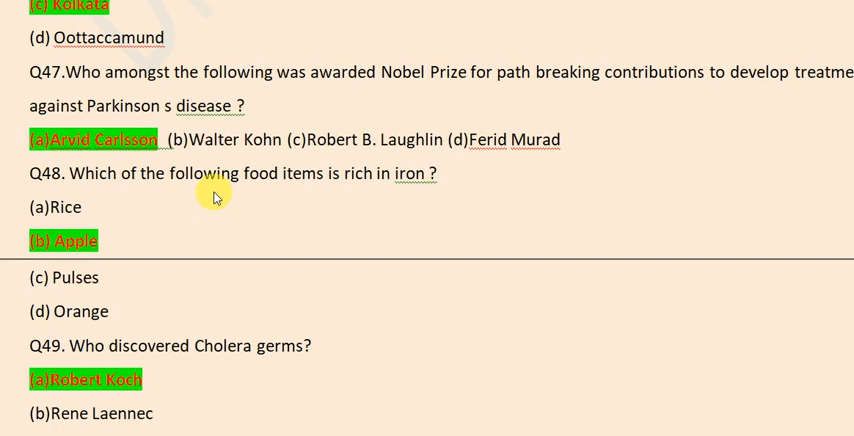 (c) Kolkata
(d) Oottaccamund
Q47.Who amongst the following was awarded Nobel Prize for path breaking contributions to develop treatme
against Parkinson s disease ?
(a)Arvid Carlsson (b)Walter Kohn (c)Robert B. Laughlin (d)Ferid Murad
Q48. Which of the following food items is rich in iron ?
(a)Rice
(b) Apple
(c) Pulses
(d) Orange
Q49. Who discovered Cholera germs?
(a)Robert Koch
(b)Rene Laennec